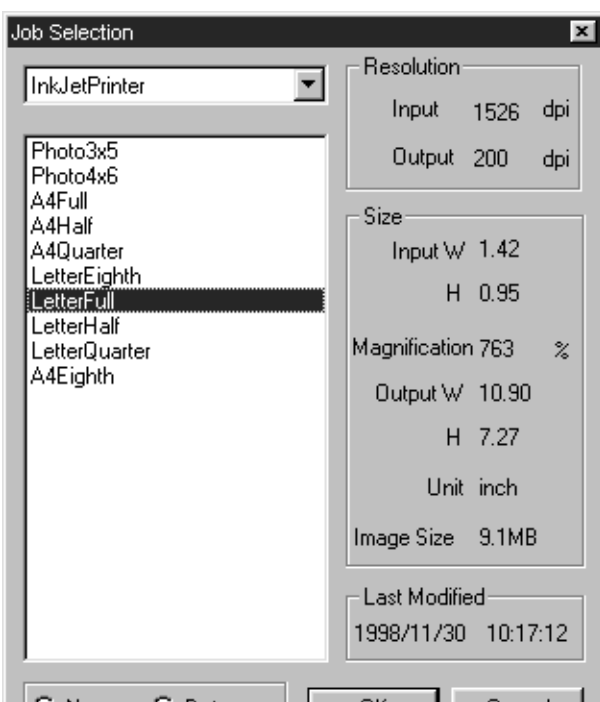 Job Selection
InkJetPrinter
Photo3x5
Photo4x6
A4Full
A4Half
A4Quarter
LetterEighth
LetterFull
LetterHalf
LetterQuarter
A4Eighth
Resolution
Input 1526 dpi
Output 200 dpi
Size
Input W 1.42
H 0.95
Magnification 763 %
Output W 10.90
H 7.27
Unit inch
Image Size 9.1MB
Last Modified
1998/11/30 10:17:12